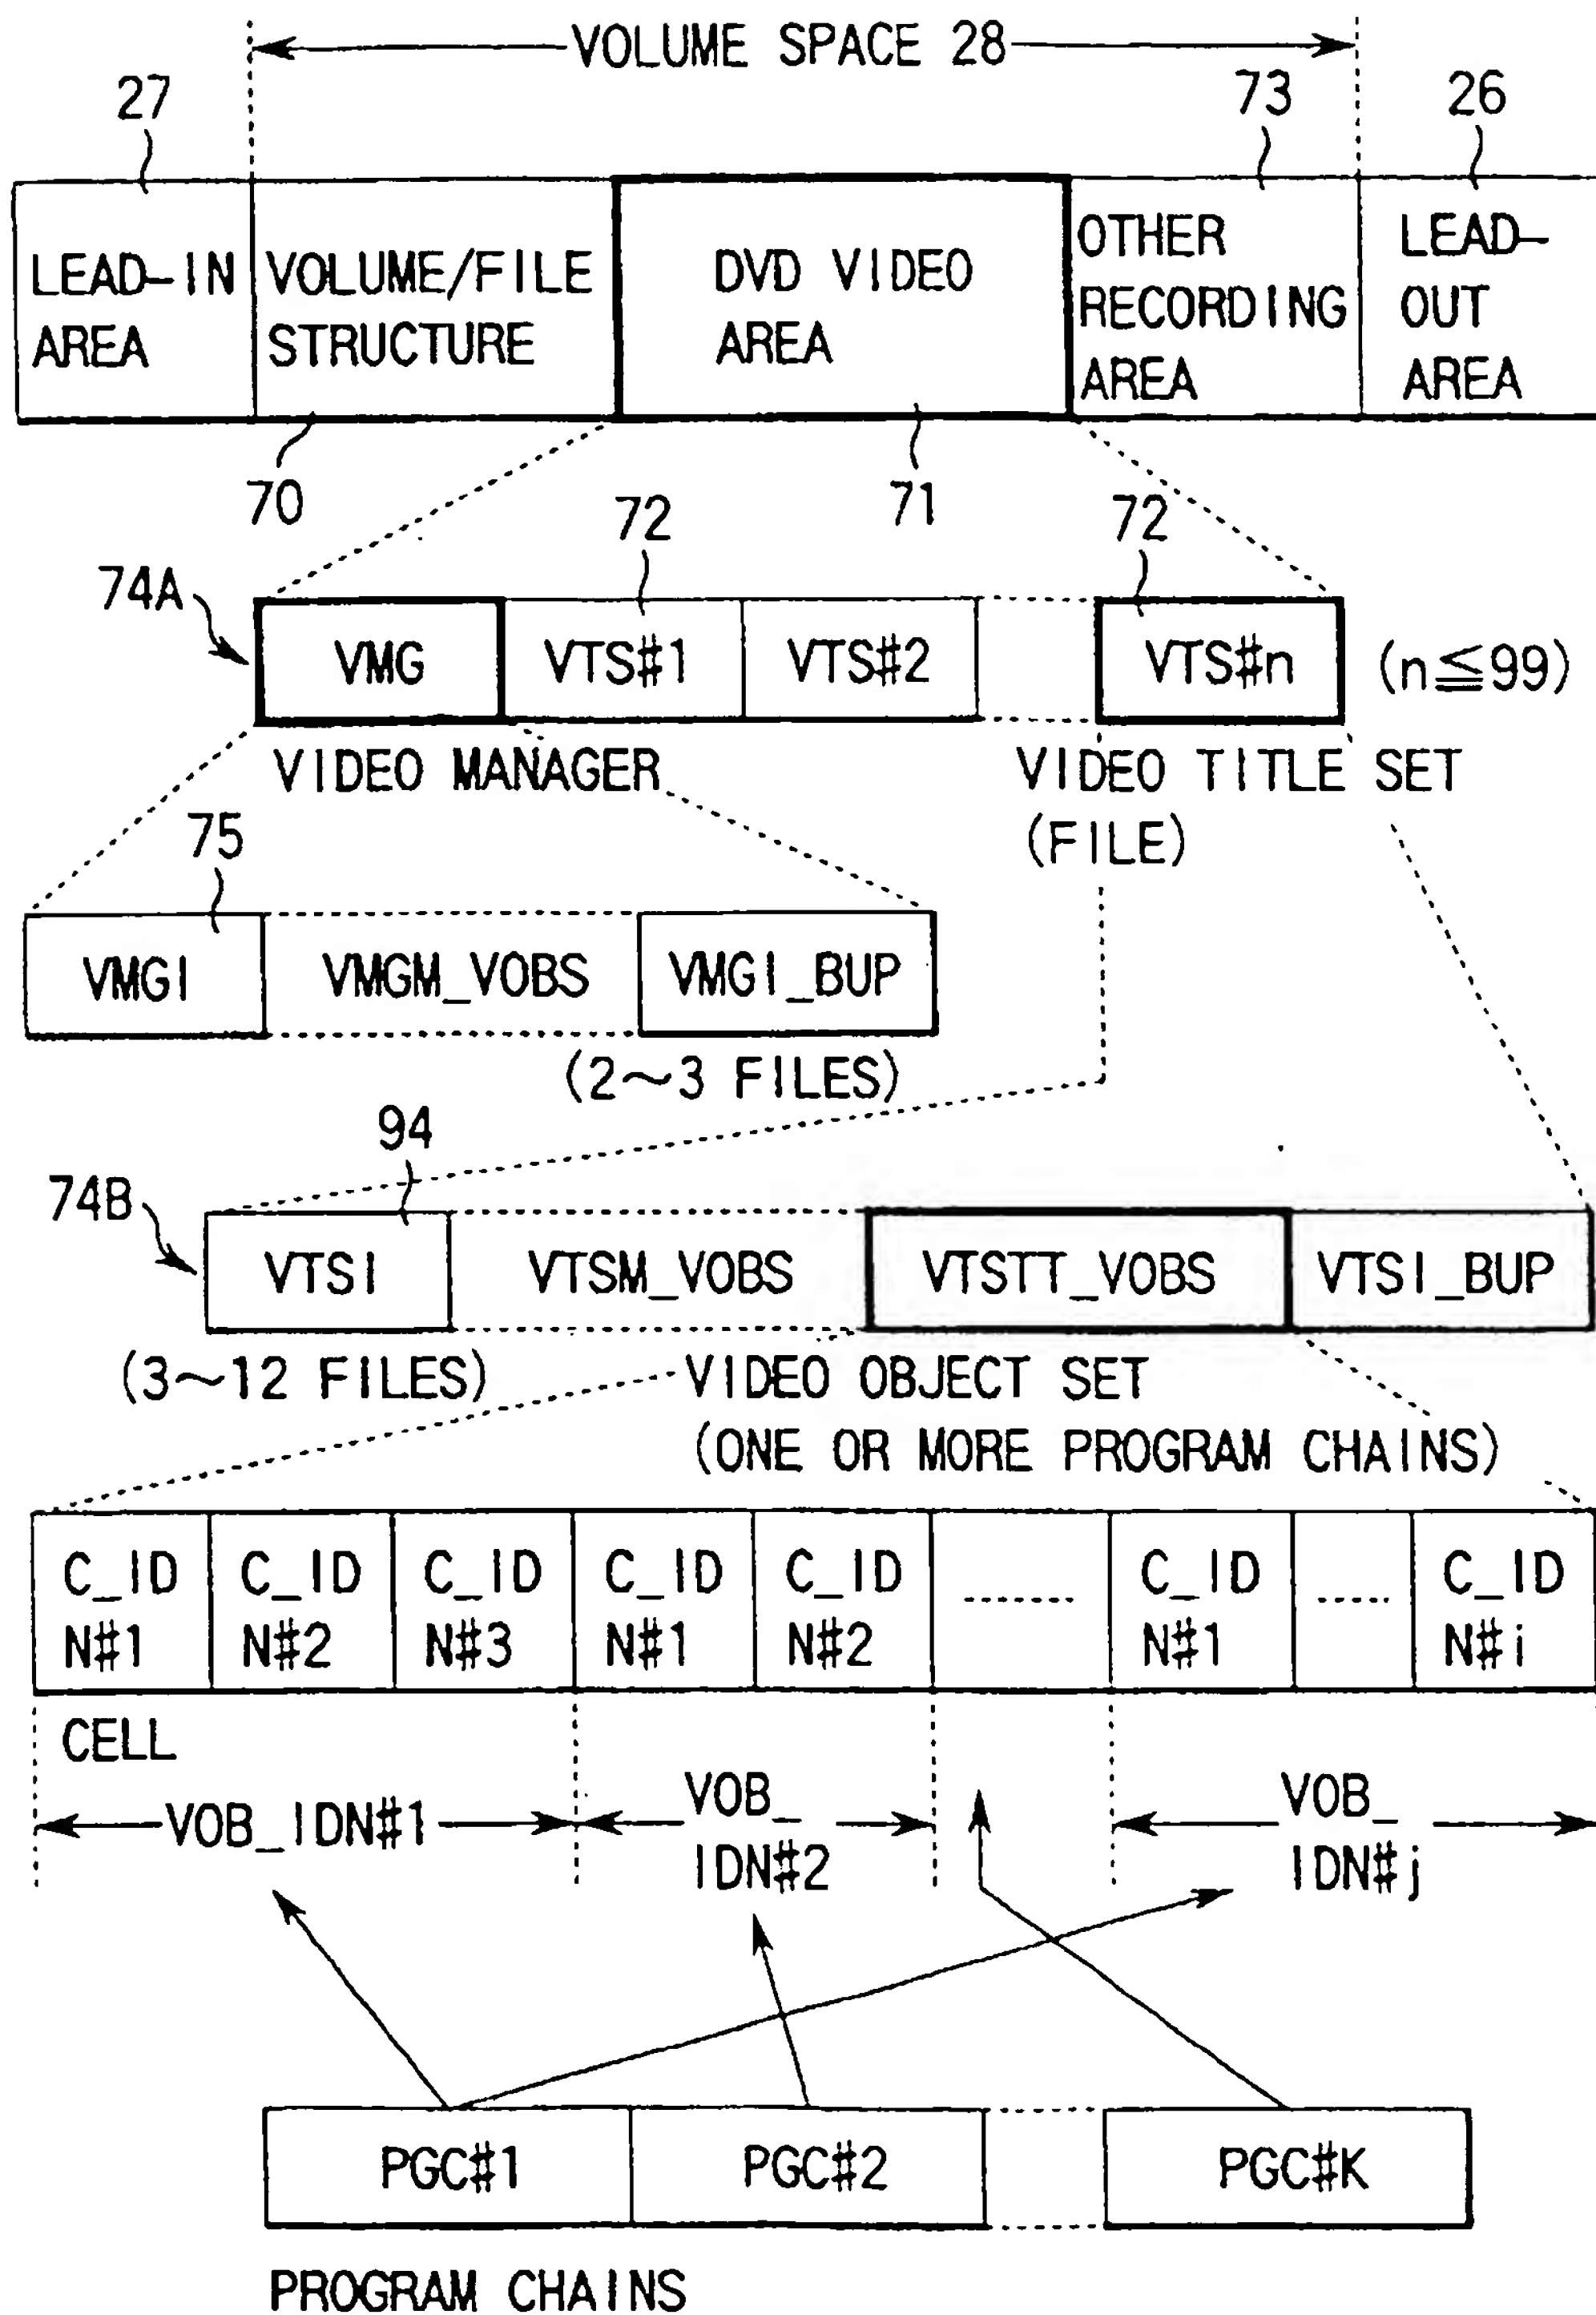 VOLUME SPACE 28
27
73
26
LEAD-IN
AREA
VOLUME/FILE
STRUCTURE
DVD VIDEO
AREA
OTHER
RECORDING
AREA
LEAD-
OUT
AREA
70
71
72
72
74A
VMG
VTS#1
VTS#2
VTS#n
(n≦99)
VIDEO MANAGER
VIDEO TITLE SET
(FILE)
75
VMGI
VMGM_VOBS
VMGI_BUP
(2~3 FILES)
94
74B
VTSI
VTSM_VOBS
VTSTT_VOBS
VTSI_BUP
(3~12 FILES)
VIDEO OBJECT SET
(ONE OR MORE PROGRAM CHAINS)
C_ID
N#1
C_ID
N#2
C_ID
N#3
C_ID
N#1
C_ID
N#2
C_ID
N#1
C_ID
N#i
CELL
VOB_IDN#1
VOB_
IDN#2
VOB_
IDN#j
PGC#1
PGC#2
PGC#K
PROGRAM CHAINS